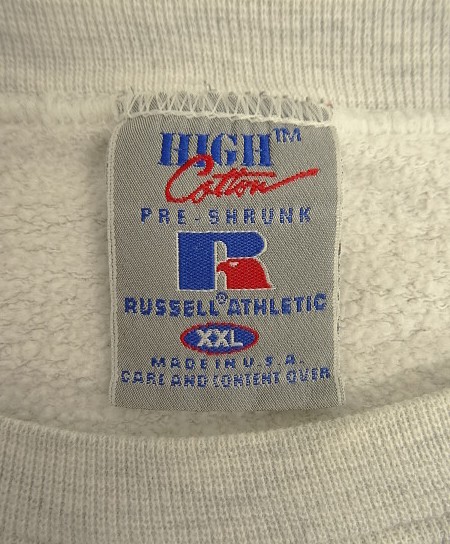 HIGH™
Cotton
PRE-SHRUNK
R
RUSSELL® ATHLETIC
XXL
MADE IN U.S.A.
CARE AND CONTENT OVER